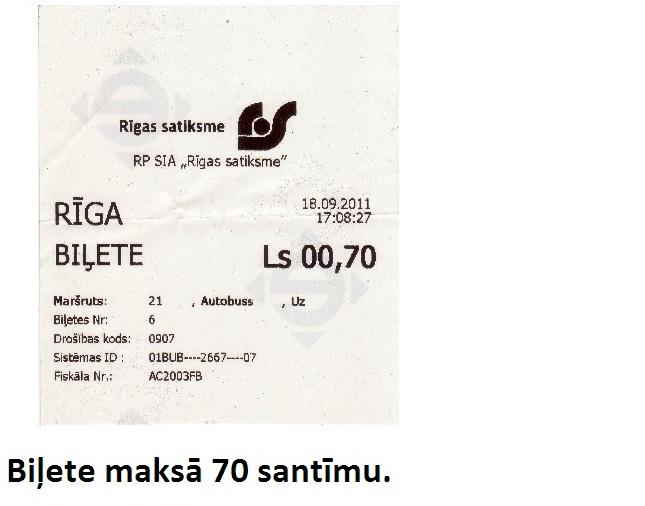 Rīgas satiksme
RP SIA „Rīgas satiksme”
RĪGA 18.09.2011
17:08:27
BIĻETE Ls 00,70
Maršruts: 21 , Autobuss , Uz
Biļetes Nr: 6
Drošības kods: 0907
Sistēmas ID : 01BUB----2667----07
Fiskāla Nr.: AC2003FB
Biļete maksā 70 santīmu.